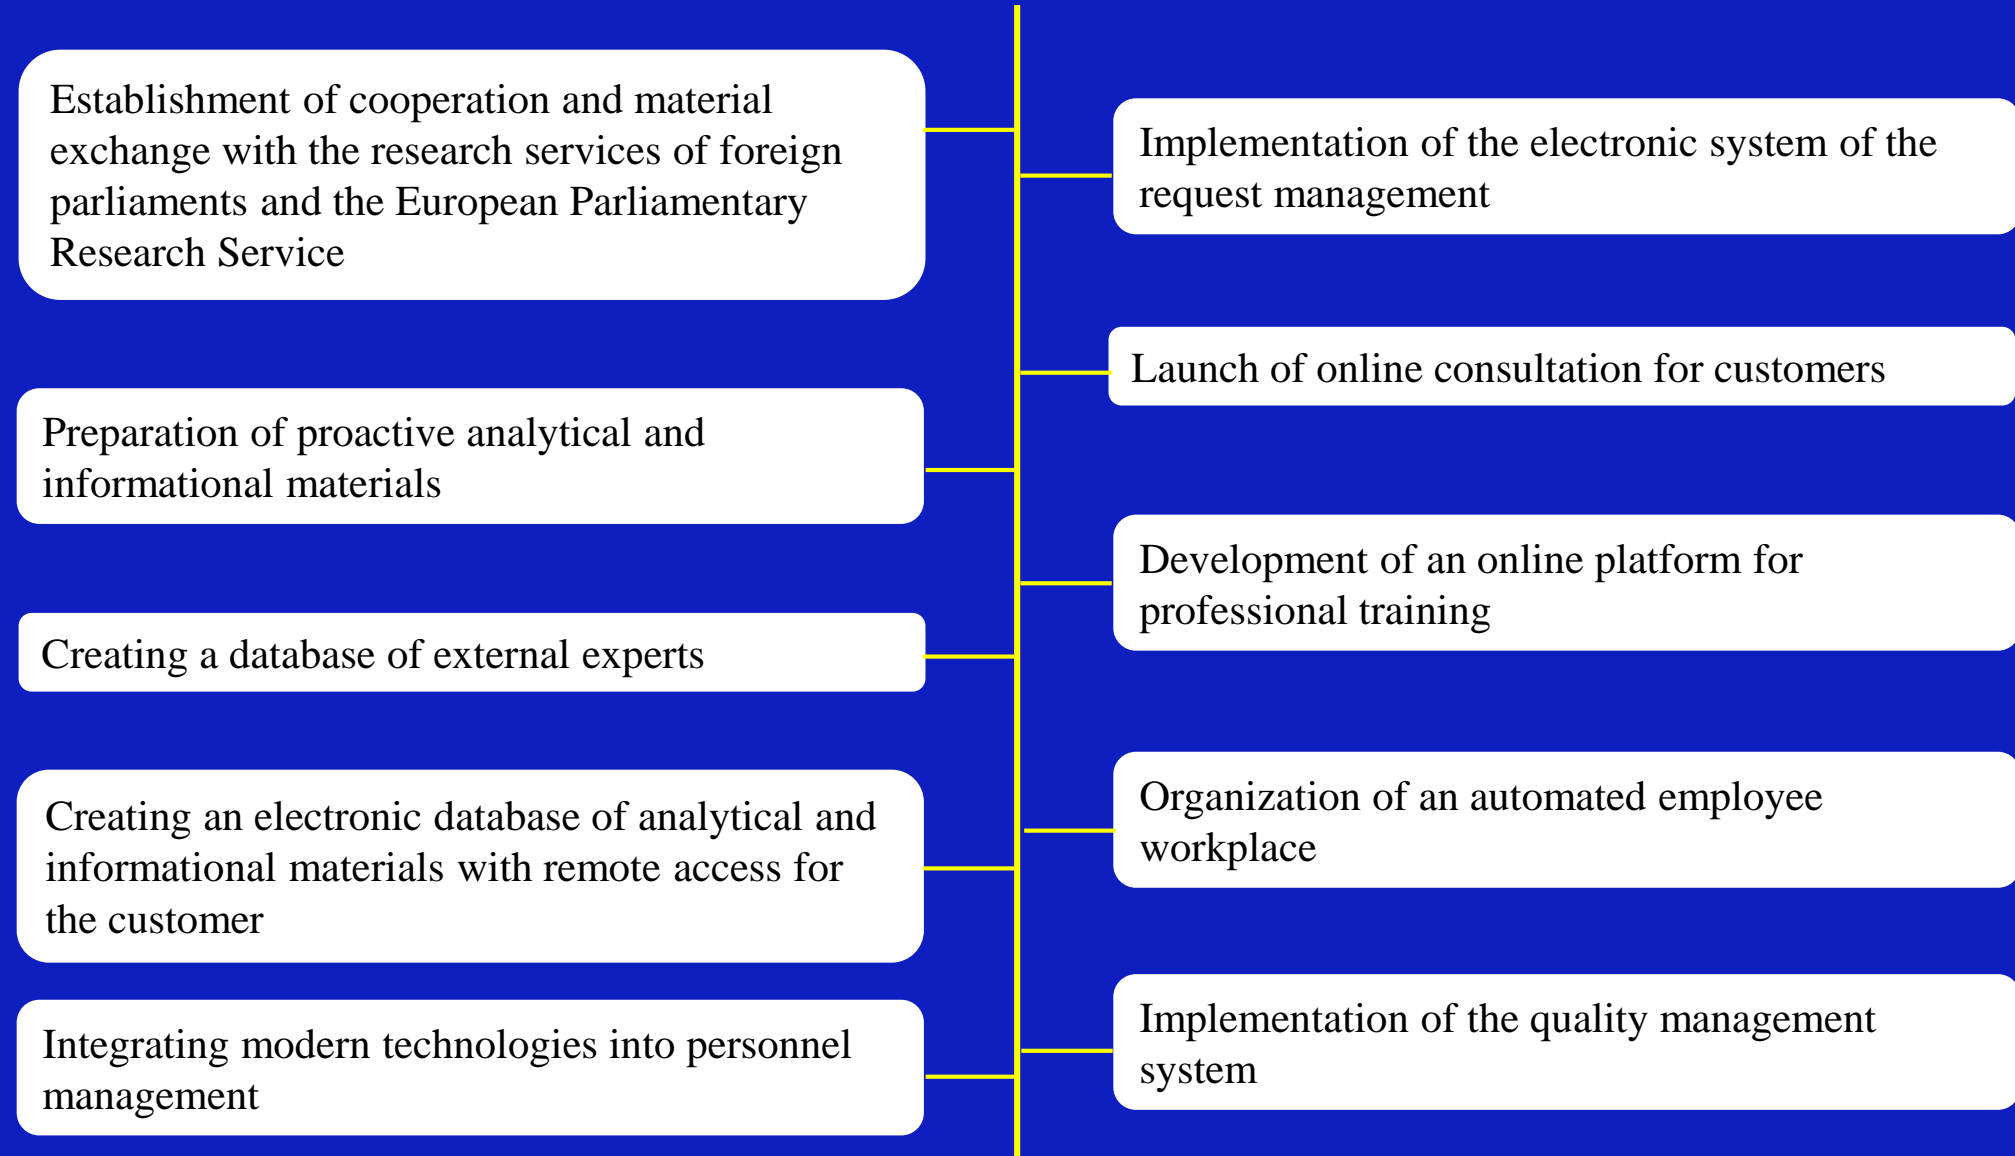 Establishment of cooperation and material
exchange with the research services of foreign
parliaments and the European Parliamentary
Research Service
Preparation of proactive analytical and
informational materials
Creating a database of external experts
Creating an electronic database of analytical and
informational materials with remote access for
the customer
Integrating modern technologies into personnel
management
Implementation of the electronic system of the
request management
Launch of online consultation for customers
Development of an online platform for
professional training
Organization of an automated employee
workplace
Implementation of the quality management
system